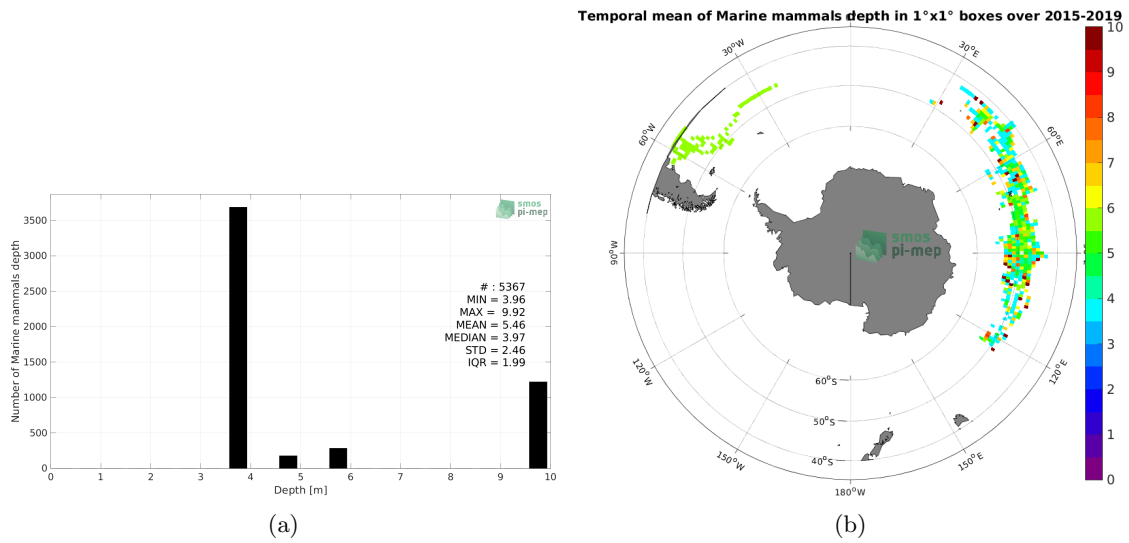 Number of Marine mammals depth
3500
3000
2500
2000
1500
1000
500
0
0 1 2 3 4 5 6 7 8 9 10
Depth [m]
smos
pi-mep
# : 5367
MIN = 3.96
MAX = 9.92
MEAN = 5.46
MEDIAN = 3.97
STD = 2.46
IQR = 1.99
(a)
Temporal mean of Marine mammals depth in 1°x1° boxes over 2015-2019
30°W
30°E
60°W
60°E
90°W
120°W
120°E
150°W
150°E
180°W
60°S
50°S
40°S
smos
pi-mep
10
9
8
7
6
5
4
3
2
1
0
(b)